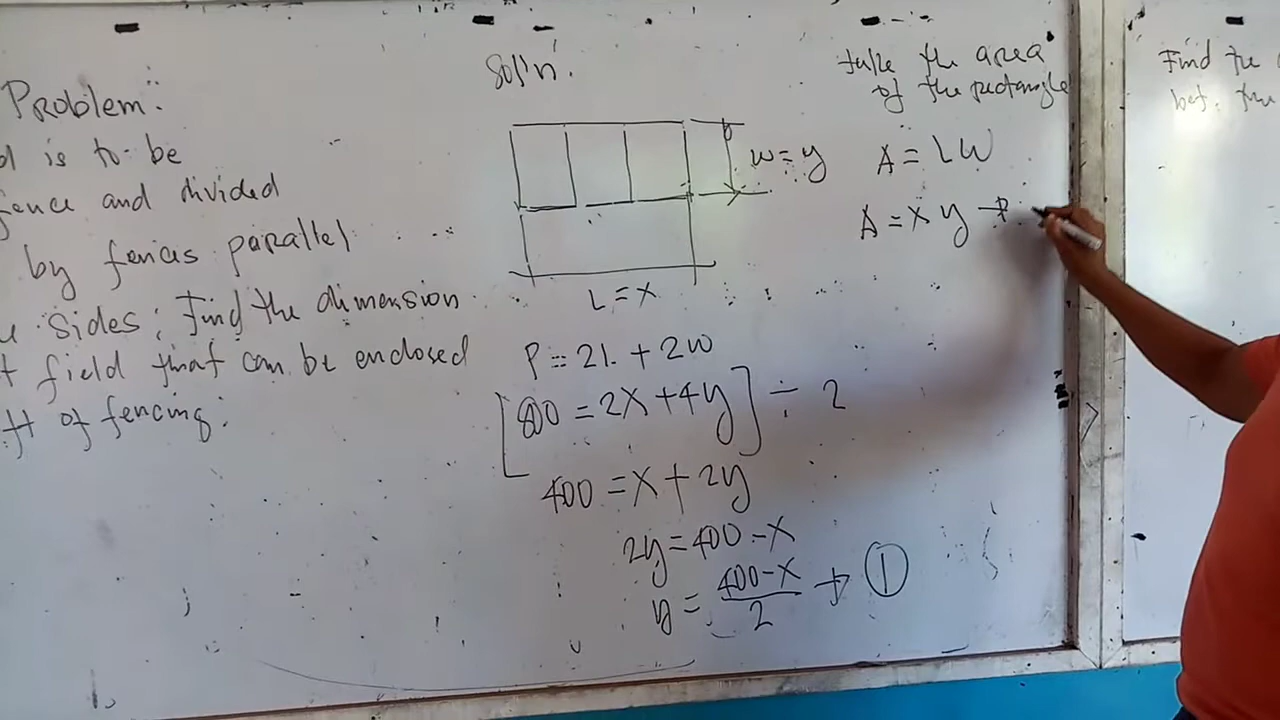 Problem:
is to be
fence and divided
by fences parallel
sides; Find the dimension
field that can be enclosed
ft of fencing.
Sol'n.
W = y
L = x
P = 2L + 2W
[800 = 2x + 4y] ÷ 2
400 = x + 2y
2y = 400 - x
y = 400 - x / 2 → ①
take the area
of the rectangle
A = LW
A = x y →
Find the
bet. the